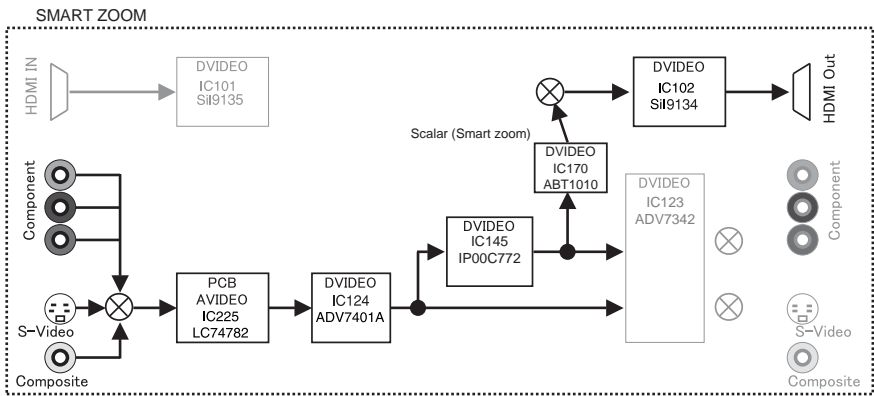 SMART ZOOM
HDMI IN
DVIDEO
IC101
SiI9135
DVIDEO
IC102
SiI9134
HDMI Out
Scalar (Smart zoom)
DVIDEO
IC170
ABT1010
Component
DVIDEO
IC123
ADV7342
Component
DVIDEO
IC145
IP00C772
PCB
AVIDEO
IC225
LC74782
DVIDEO
IC124
ADV7401A
S-Video
S-Video
Composite
Composite